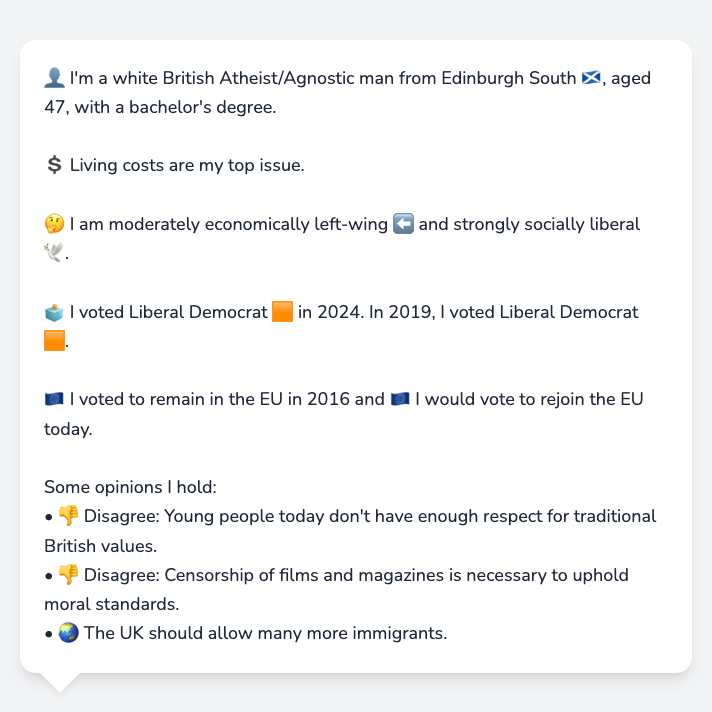 👤 I'm a white British Atheist/Agnostic man from Edinburgh South 🏴󠁧󠁢󠁳󠁣󠁴󠁿, aged
47, with a bachelor's degree.
💲 Living costs are my top issue.
🤔 I am moderately economically left-wing ⬅️ and strongly socially liberal
🕊️.
🗳️ I voted Liberal Democrat 🟧 in 2024. In 2019, I voted Liberal Democrat
🟧.
🇪🇺 I voted to remain in the EU in 2016 and 🇪🇺 I would vote to rejoin the EU
today.
Some opinions I hold:
• 👎 Disagree: Young people today don't have enough respect for traditional
British values.
• 👎 Disagree: Censorship of films and magazines is necessary to uphold
moral standards.
• 🌏 The UK should allow many more immigrants.